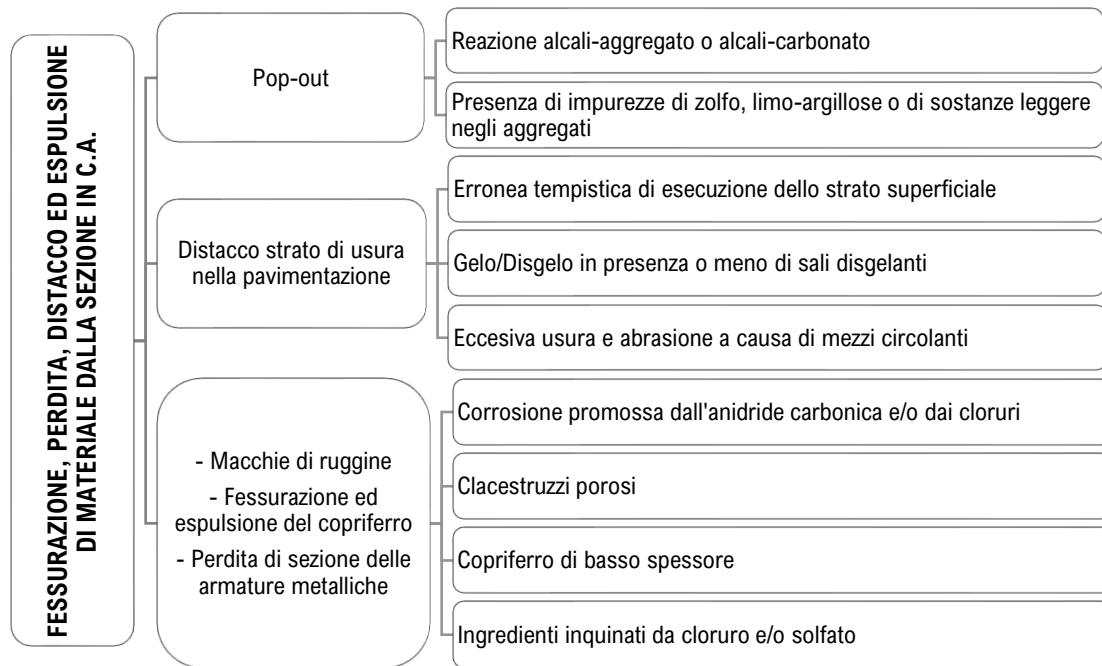 FESSURAZIONE, PERDITA, DISTACCO ED ESPULSIONE
DI MATERIALE DALLA SEZIONE IN C.A.
Pop-out
Reazione alcali-aggregato o alcali-carbonato
Presenza di impurezze di zolfo, limo-argillose o di sostanze leggere
negli aggregati
Distacco strato di usura
nella pavimentazione
Erronea tempistica di esecuzione dello strato superficiale
Gelo/Disgelo in presenza o meno di sali disgelanti
Eccesiva usura e abrasione a causa di mezzi circolanti
- Macchie di ruggine
- Fessurazione ed
espulsione del copriferro
- Perdita di sezione delle
armature metalliche
Corrosione promossa dall'anidride carbonica e/o dai cloruri
Clacestruzzi porosi
Copriferro di basso spessore
Ingredienti inquinati da cloruro e/o solfato